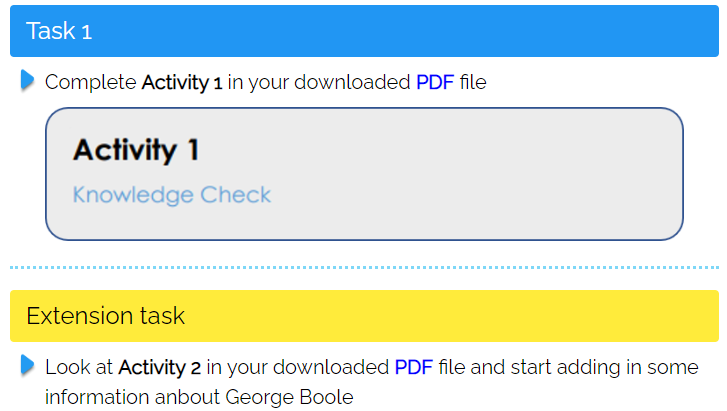 Task 1
Complete Activity 1 in your downloaded PDF file
Activity 1
Knowledge Check
Extension task
Look at Activity 2 in your downloaded PDF file and start adding in some
information anbout George Boole